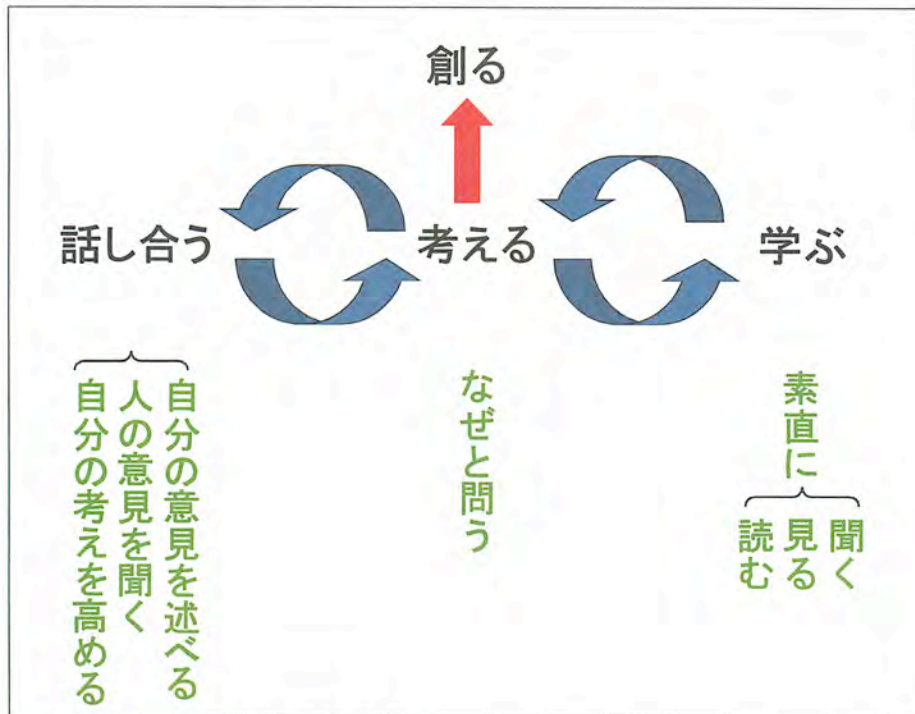 創る
話し合う
考える
学ぶ
素直に
聞く
見る
読む
なぜと問う
自分の意見を述べる
人の意見を聞く
自分の考えを高める